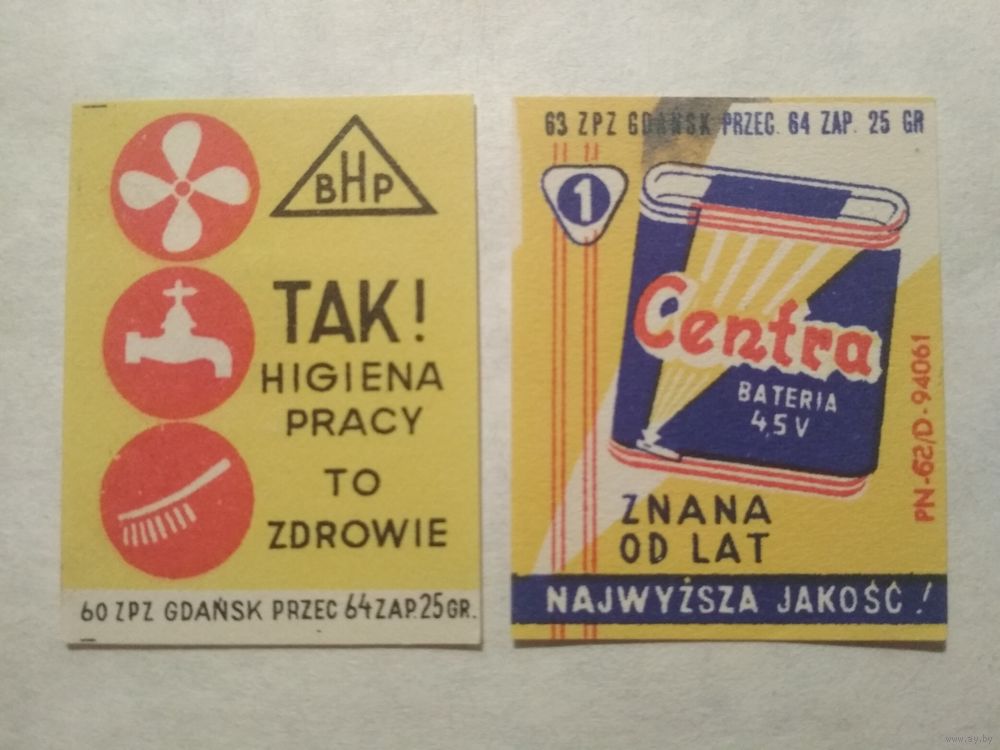 BHP
TAK!
HIGIENA
PRACY
TO
ZDROWIE
60 ZPZ GDAŃSK PRZEC 64 ZAP. 25 GR.
63 ZPZ GDAŃSK PRZEC. 64 ZAP. 25 GR
1
Centra
BATERIA
4,5 V
PN-62/D-94061
ZNANA
OD LAT
NAJWYŻSZA JAKOŚĆ!
www.ay.by